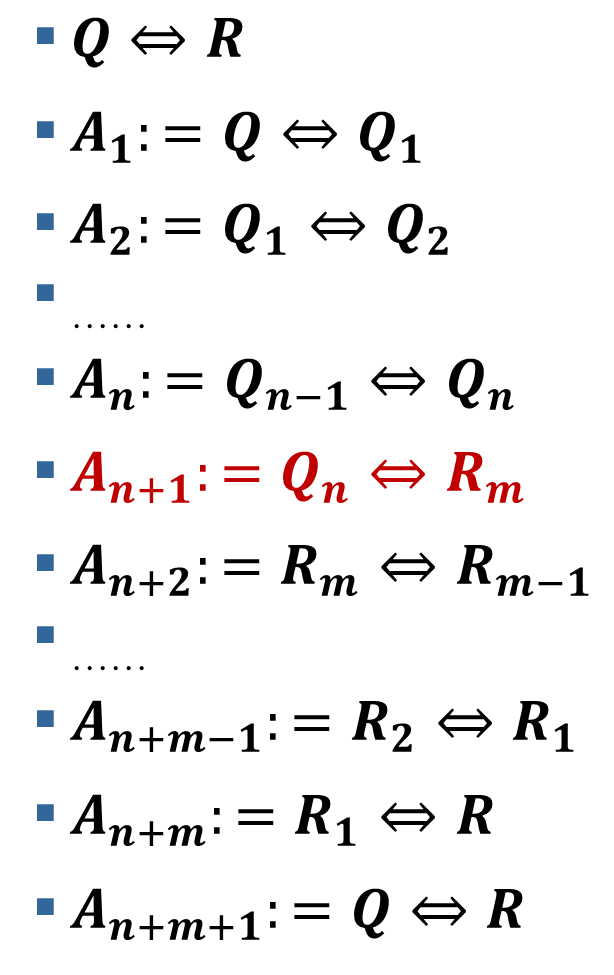 ▪ Q ⇔ R
▪ A₁: = Q ⇔ Q₁
▪ A₂: = Q₁ ⇔ Q₂
▪ ……
▪ Aₙ: = Qₙ₋₁ ⇔ Qₙ
▪ Aₙ₊₁: = Qₙ ⇔ Rₘ
▪ Aₙ₊₂: = Rₘ ⇔ Rₘ₋₁
▪ ……
▪ Aₙ₊ₘ₋₁: = R₂ ⇔ R₁
▪ Aₙ₊ₘ: = R₁ ⇔ R
▪ Aₙ₊ₘ₊₁: = Q ⇔ R